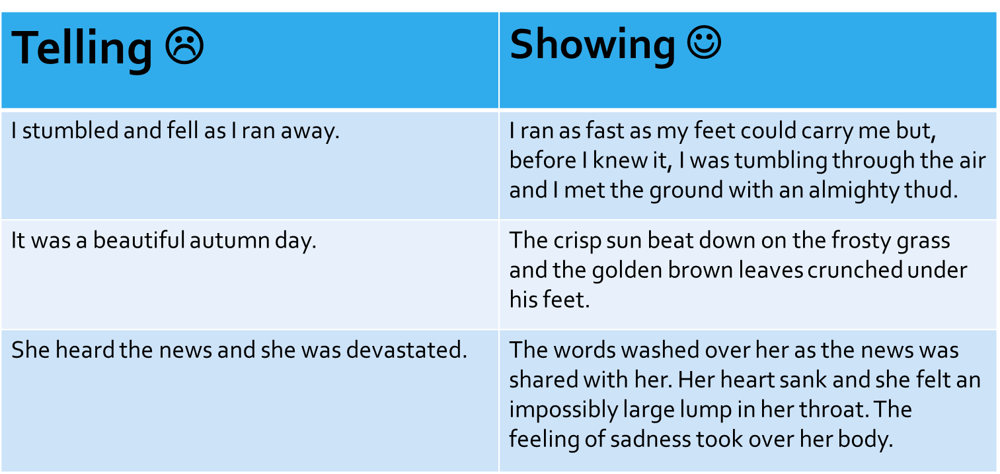 Telling ☹
Showing ☺
I stumbled and fell as I ran away.
I ran as fast as my feet could carry me but,
before I knew it, I was tumbling through the air
and I met the ground with an almighty thud.
It was a beautiful autumn day.
The crisp sun beat down on the frosty grass
and the golden brown leaves crunched under
his feet.
She heard the news and she was devastated.
The words washed over her as the news was
shared with her. Her heart sank and she felt an
impossibly large lump in her throat. The
feeling of sadness took over her body.